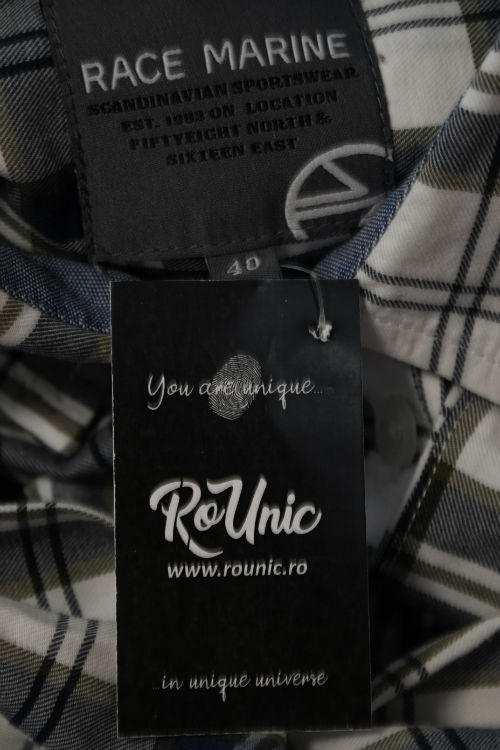 RACE MARINE
SCANDINAVIAN SPORTSWEAR
EST. 1983 ON LOCATION
FIFTYEIGHT NORTH &
SIXTEEN EAST
40
You are unique...
RoUnic
www.rounic.ro
...in unique universe